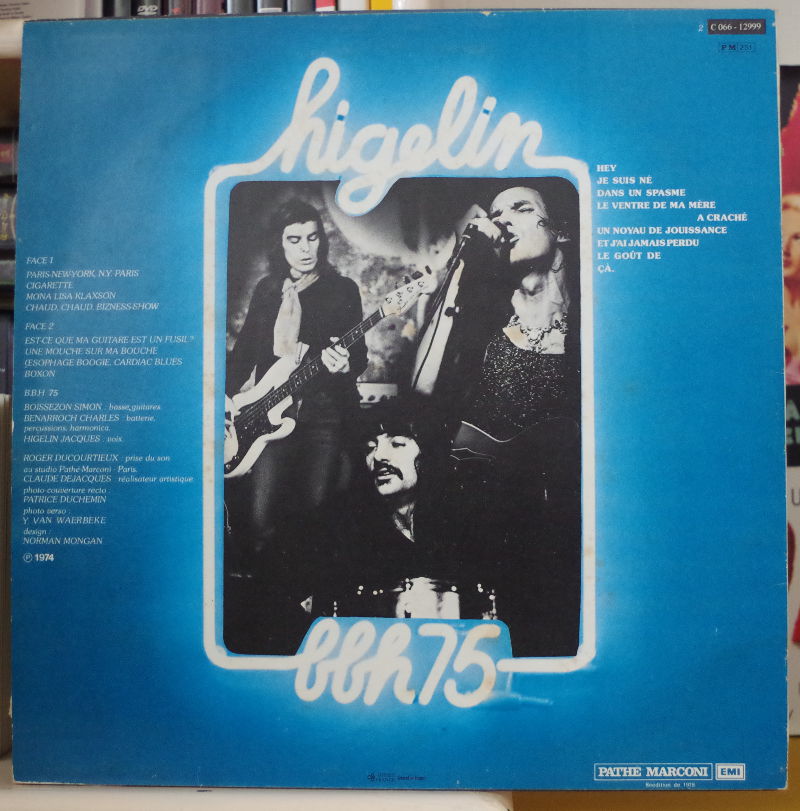 2 C 066 - 12999
PM 251
higelin
HEY
JE SUIS NÉ
DANS UN SPASME
LE VENTRE DE MA MÈRE
A CRACHÉ
UN NOYAU DE JOUISSANCE
ET J'AI JAMAIS PERDU
LE GOÛT DE
ÇA.
FACE 1
PARIS-NEW-YORK, N.Y. PARIS
CIGARETTE
MONA LISA KLAXSON
CHAUD, CHAUD, BIZNESS-SHOW
FACE 2
EST-CE QUE MA GUITARE EST UN FUSIL ?
UNE MOUCHE SUR MA BOUCHE
ŒSOPHAGE BOOGIE, CARDIAC BLUES
BOXON
B.B.H 75
BOISSEZON SIMON : basse, guitares.
BENARROCH CHARLES : batterie,
percussions, harmonica.
HIGELIN JACQUES : voix.
ROGER DUCOURTIEUX : prise du son
au studio Pathé-Marconi - Paris.
CLAUDE DEJACQUES : réalisateur artistique
photo couverture recto :
PATRICE DUCHEMIN
photo verso :
Y. VAN WAERBEKE
design :
NORMAN MONGAN
Ⓟ 1974
bbh 75
PATHE MARCONI EMI
Réédition de 1978
DVD